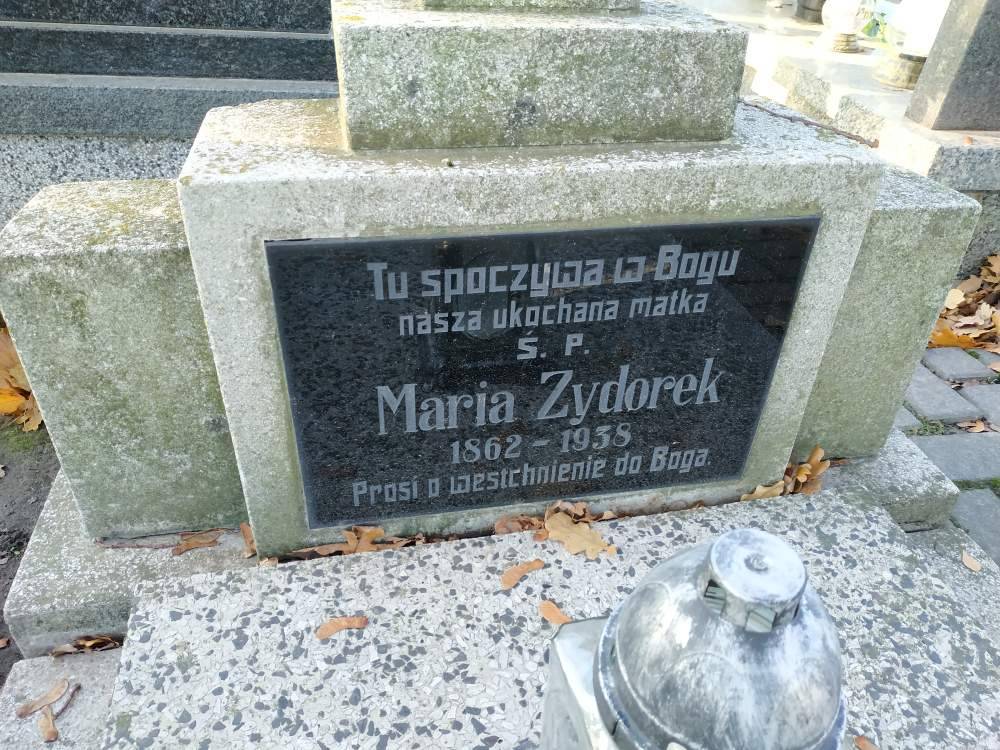 Tu spoczywa w Bogu
nasza ukochana matka
Ś. P.
Maria Zydorek
1862 - 1938
Prosi o westchnienie do Boga.